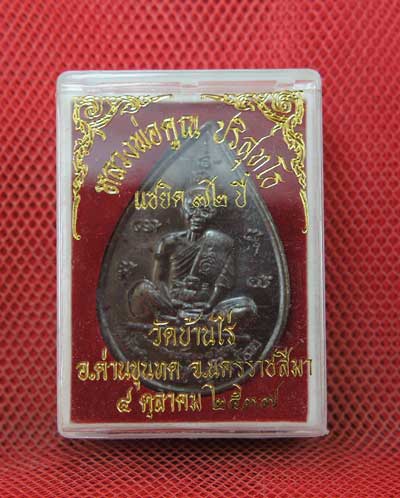 หลวงพ่อคูณ ปริสุทฺโธ
แซยิด ๗๒ ปี
วัดบ้านไร่
อ.ด่านขุนทด จ.นครราชสีมา
๔ ตุลาคม ๒๕๓๗